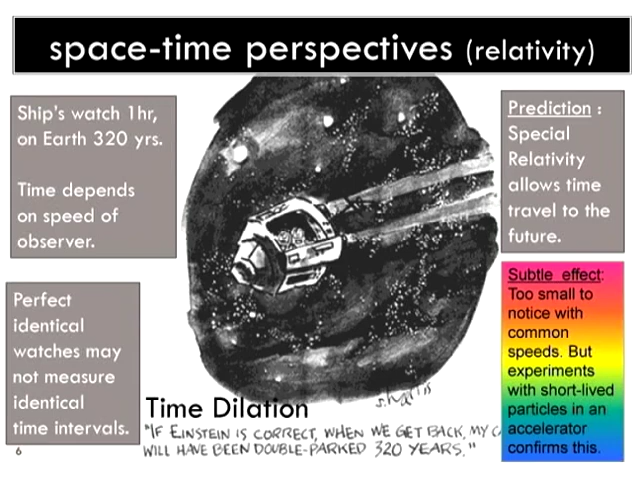 space-time perspectives (relativity)
Ship's watch 1hr,
on Earth 320 yrs.
Time depends
on speed of
observer.
Perfect
identical
watches may
not measure
identical
time intervals.
Prediction :
Special
Relativity
allows time
travel to the
future.
Subtle effect:
Too small to
notice with
common
speeds. But
experiments
with short-lived
particles in an
accelerator
confirms this.
s.harris
Time Dilation
"IF EINSTEIN IS CORRECT, WHEN WE GET BACK, MY
WILL HAVE BEEN DOUBLE-PARKED 320 YEARS."
6